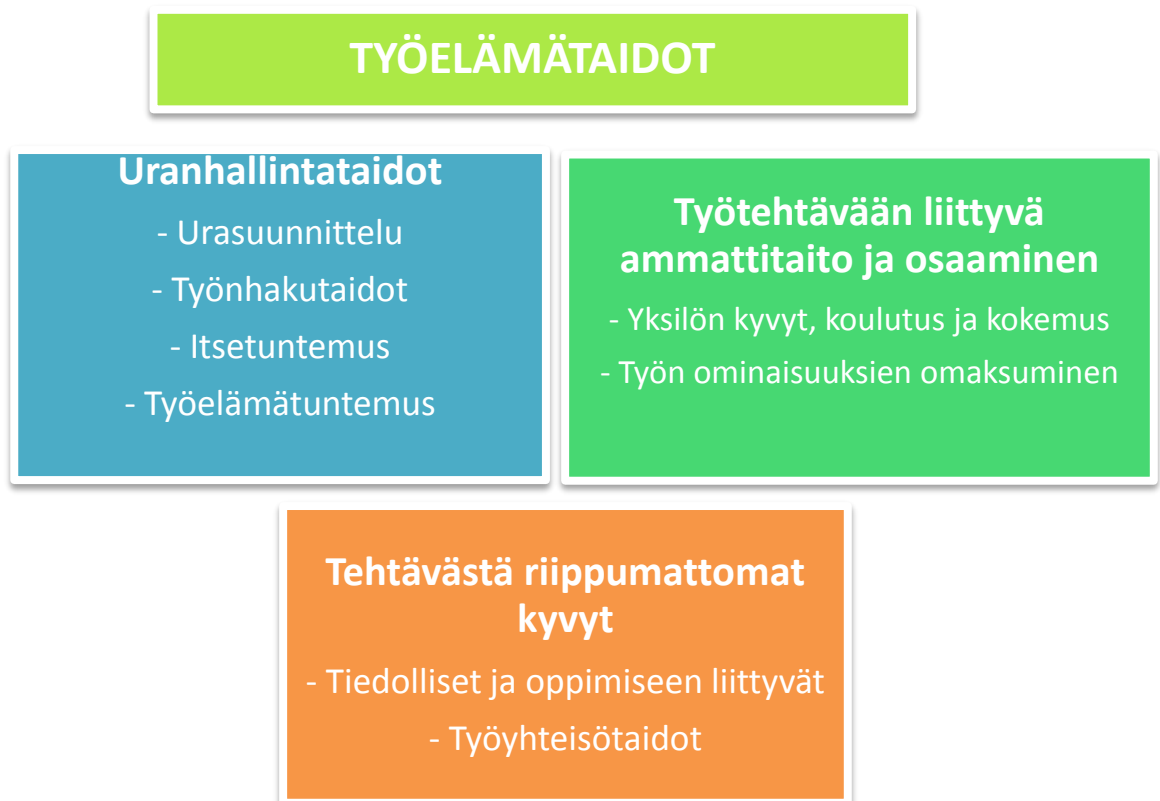 TYÖELÄMÄTAIDOT
Uranhallintataidot
- Urasuunnittelu
- Työnhakutaidot
- Itsetuntemus
- Työelämätuntemus
Työtehtävään liittyvä
ammattitaito ja osaaminen
- Yksilön kyvyt, koulutus ja kokemus
- Työn ominaisuuksien omaksuminen
Tehtävästä riippumattomat
kyvyt
- Tiedolliset ja oppimiseen liittyvät
- Työyhteisötaidot